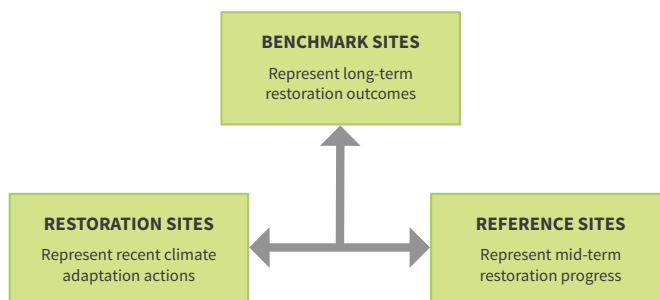 BENCHMARK SITES
Represent long-term
restoration outcomes
RESTORATION SITES
Represent recent climate
adaptation actions
REFERENCE SITES
Represent mid-term
restoration progress